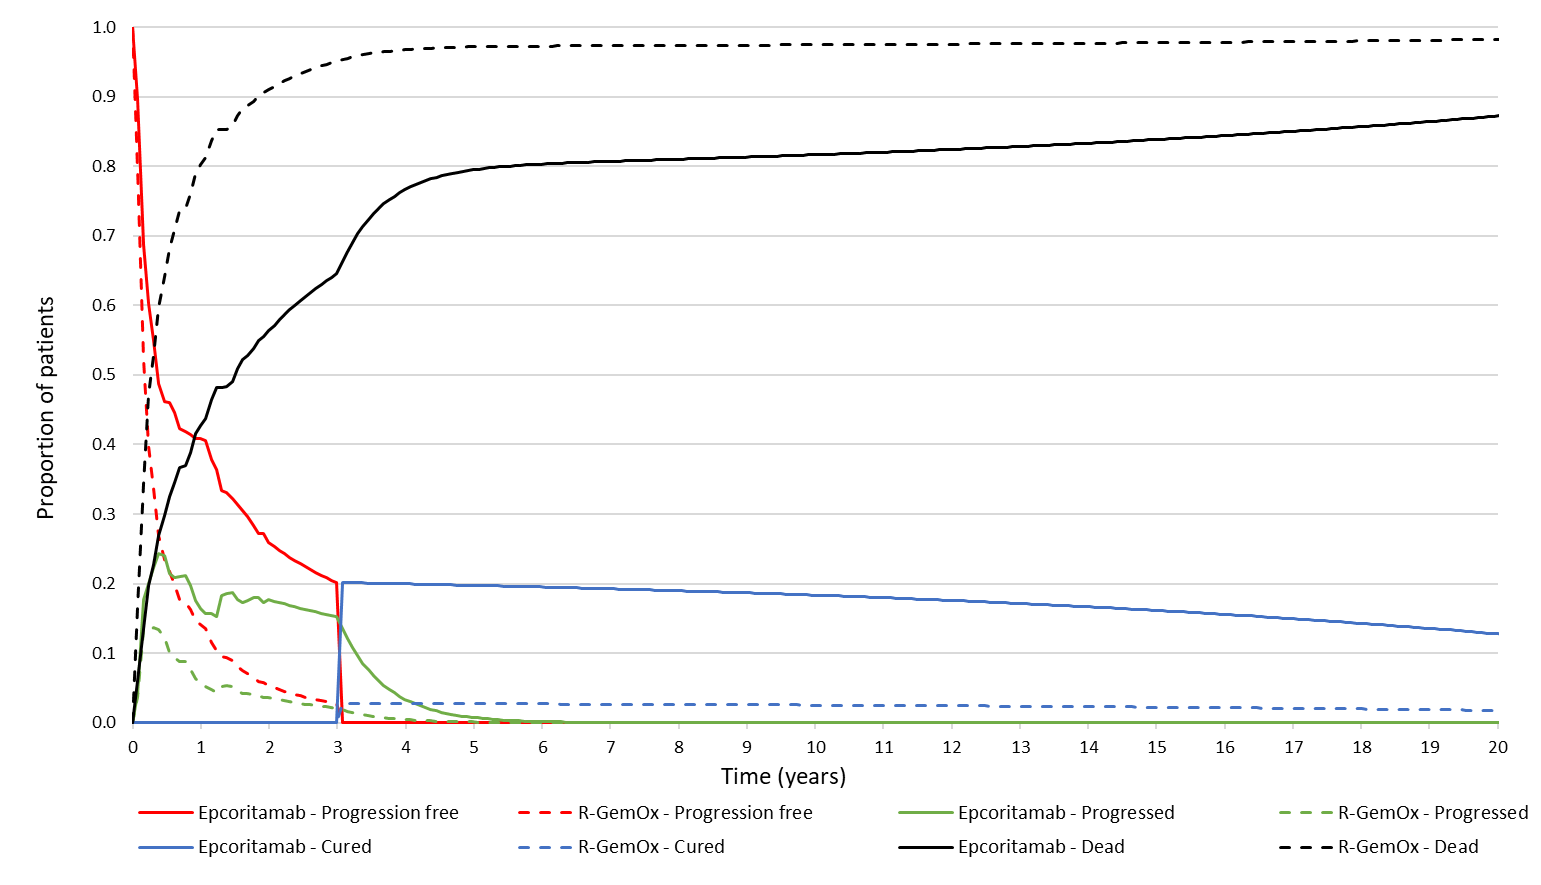 1.0
0.9
0.8
0.7
0.6
0.5
0.4
0.3
0.2
0.1
0.0
Proportion of patients
0 1 2 3 4 5 6 7 8 9 10 11 12 13 14 15 16 17 18 19 20
Time (years)
Epcoritamab - Progression free R-GemOx - Progression free Epcoritamab - Progressed R-GemOx - Progressed
Epcoritamab - Cured R-GemOx - Cured Epcoritamab - Dead R-GemOx - Dead